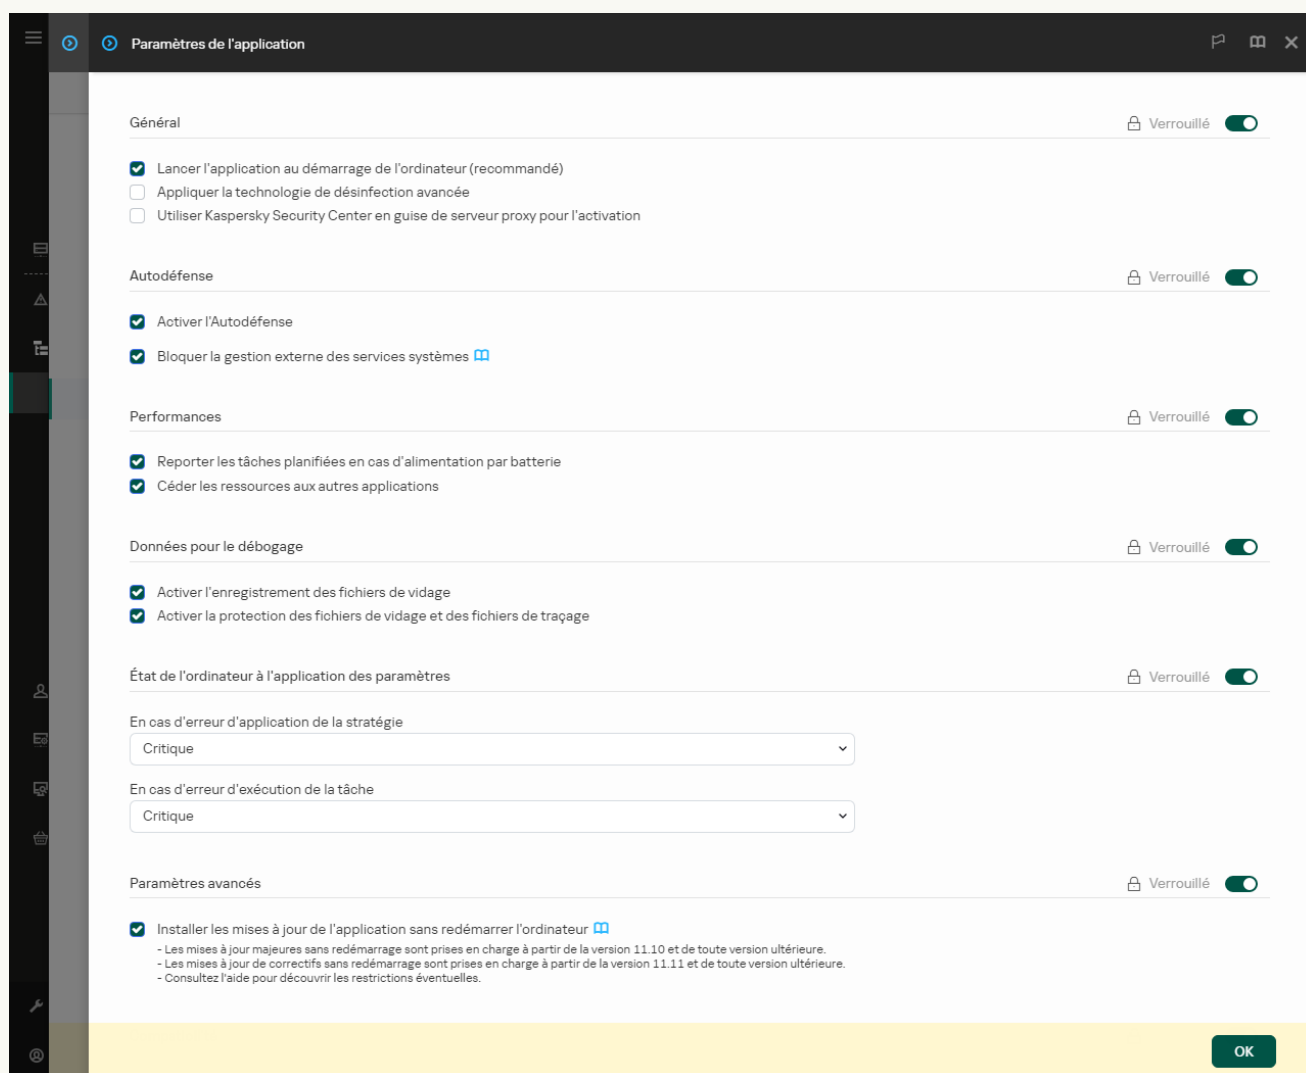 Paramètres de l'application
Général
Verrouillé
Lancer l'application au démarrage de l'ordinateur (recommandé)
Appliquer la technologie de désinfection avancée
Utiliser Kaspersky Security Center en guise de serveur proxy pour l'activation
Autodéfense
Verrouillé
Activer l'Autodéfense
Bloquer la gestion externe des services systèmes
Performances
Verrouillé
Reporter les tâches planifiées en cas d'alimentation par batterie
Céder les ressources aux autres applications
Données pour le débogage
Verrouillé
Activer l'enregistrement des fichiers de vidage
Activer la protection des fichiers de vidage et des fichiers de traçage
État de l'ordinateur à l'application des paramètres
Verrouillé
En cas d'erreur d'application de la stratégie
Critique
En cas d'erreur d'exécution de la tâche
Critique
Paramètres avancés
Verrouillé
Installer les mises à jour de l'application sans redémarrer l'ordinateur
- Les mises à jour majeures sans redémarrage sont prises en charge à partir de la version 11.10 et de toute version ultérieure.
- Les mises à jour de correctifs sans redémarrage sont prises en charge à partir de la version 11.11 et de toute version ultérieure.
- Consultez l'aide pour découvrir les restrictions éventuelles.
OK